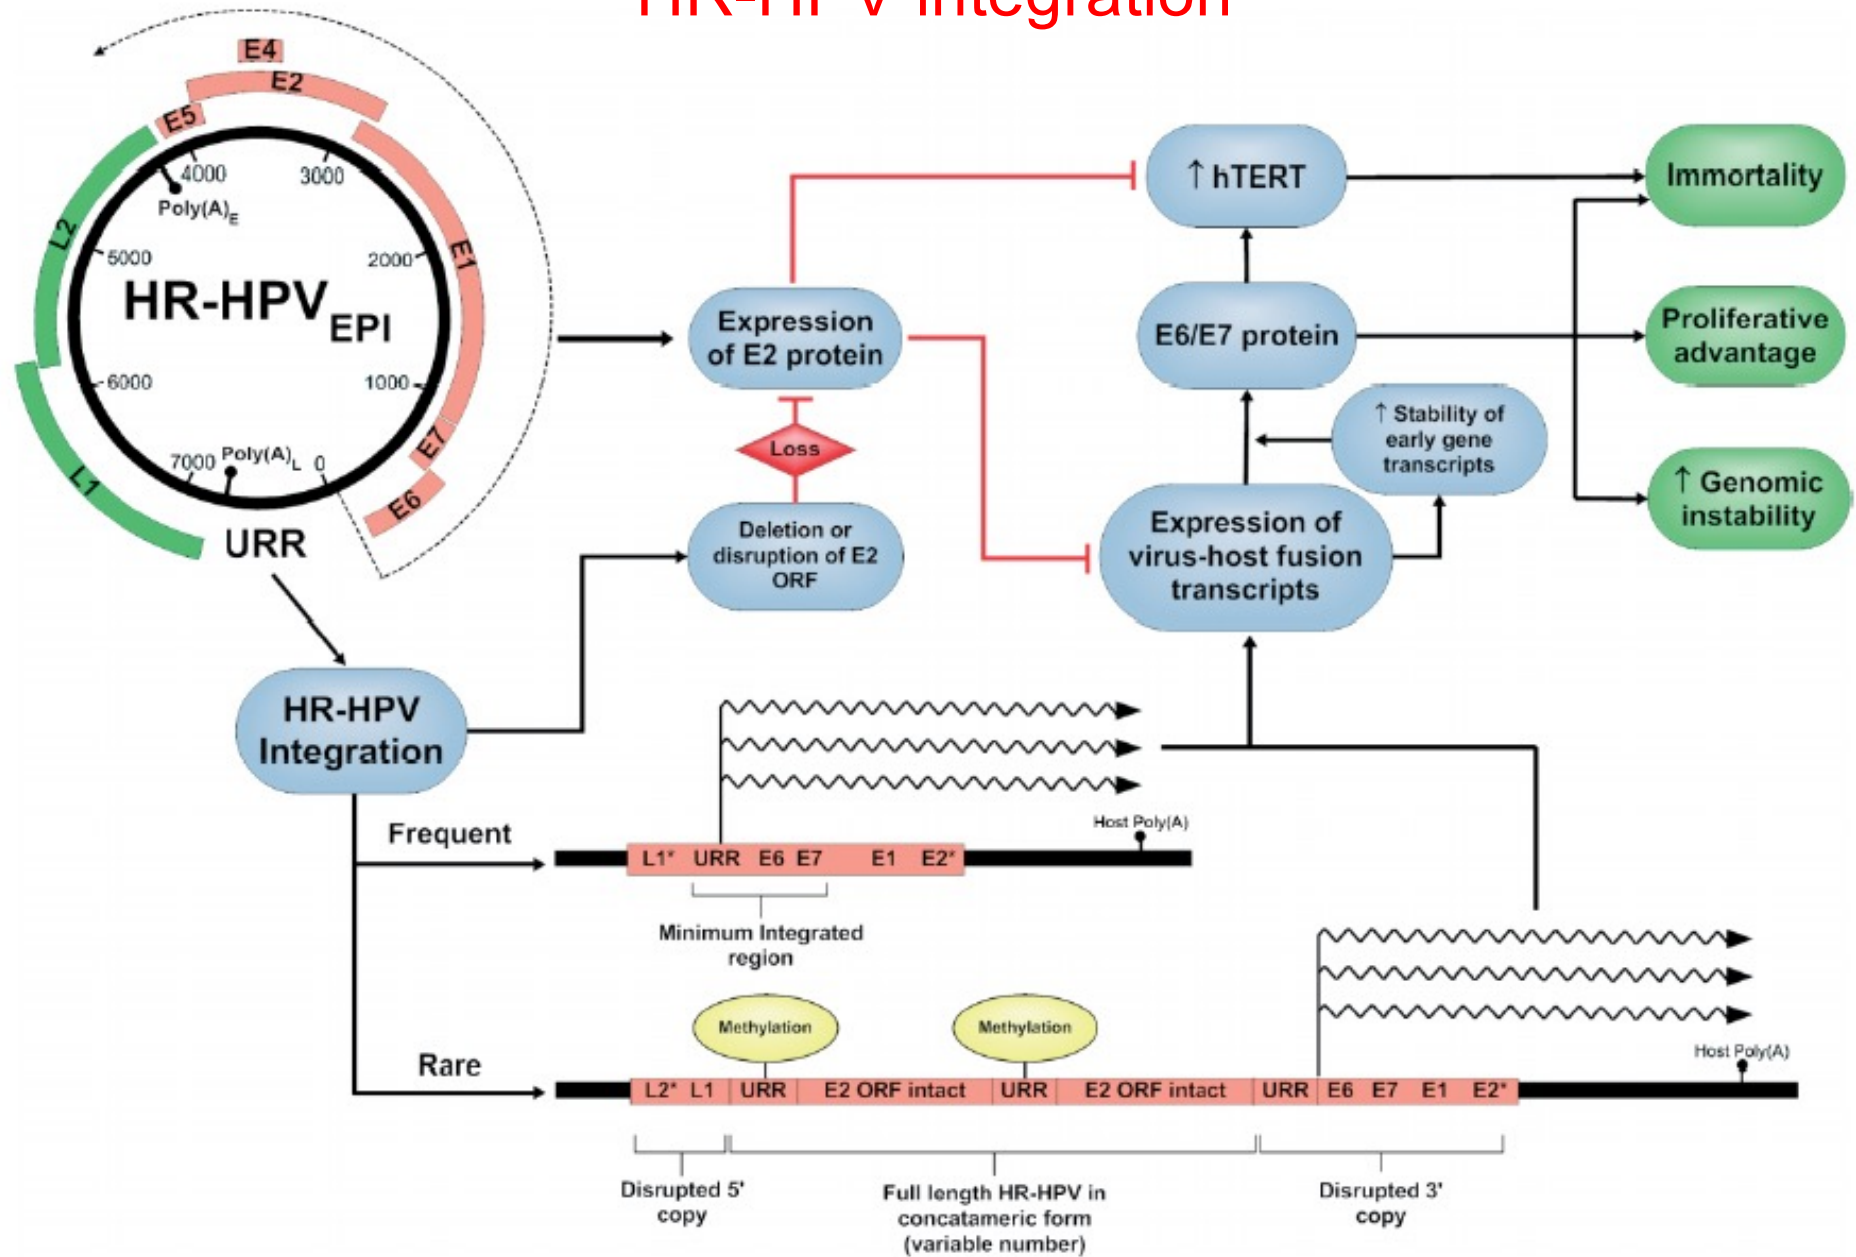 HR-HPV Integration
E4
E2
E5
E1
E7
E6
L2
L1
4000
3000
Poly(A)E
5000
2000
HR-HPVEPI
6000
1000
7000
Poly(A)L
0
URR
Expression
of E2 protein
Loss
Deletion or
disruption of E2
ORF
↑ hTERT
E6/E7 protein
↑ Stability of
early gene
transcripts
Expression of
virus-host fusion
transcripts
Immortality
Proliferative
advantage
↑ Genomic
instability
HR-HPV
Integration
Frequent
Host Poly(A)
L1* URR E6 E7 E1 E2*
Minimum Integrated
region
Methylation
Methylation
Rare
Host Poly(A)
L2* L1 URR E2 ORF intact URR E2 ORF intact URR E6 E7 E1 E2*
Disrupted 5'
copy
Full length HR-HPV in
concatameric form
(variable number)
Disrupted 3'
copy